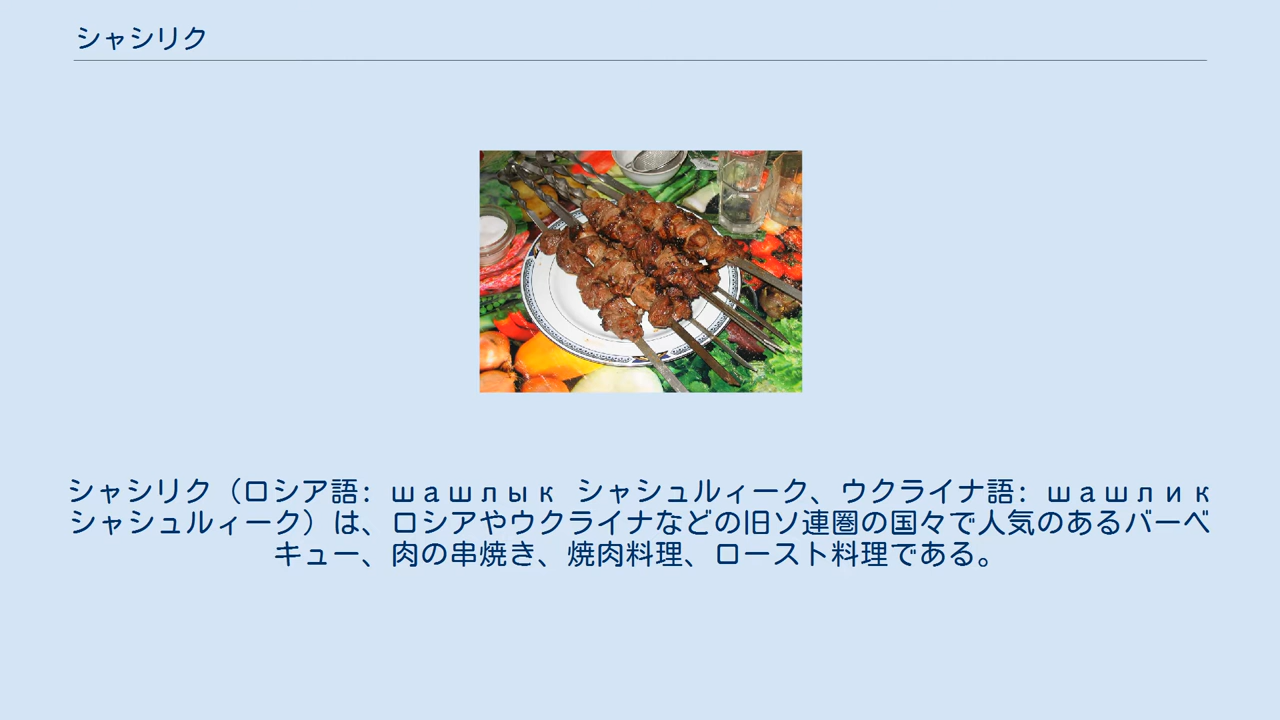 シャシリク
シャシリク（ロシア語：шашлык シャシュルィーク、ウクライナ語：шашлик
シャシュルィーク）は、ロシアやウクライナなどの旧ソ連圏の国々で人気のあるバーベ
キュー、肉の串焼き、焼肉料理、ロースト料理である。